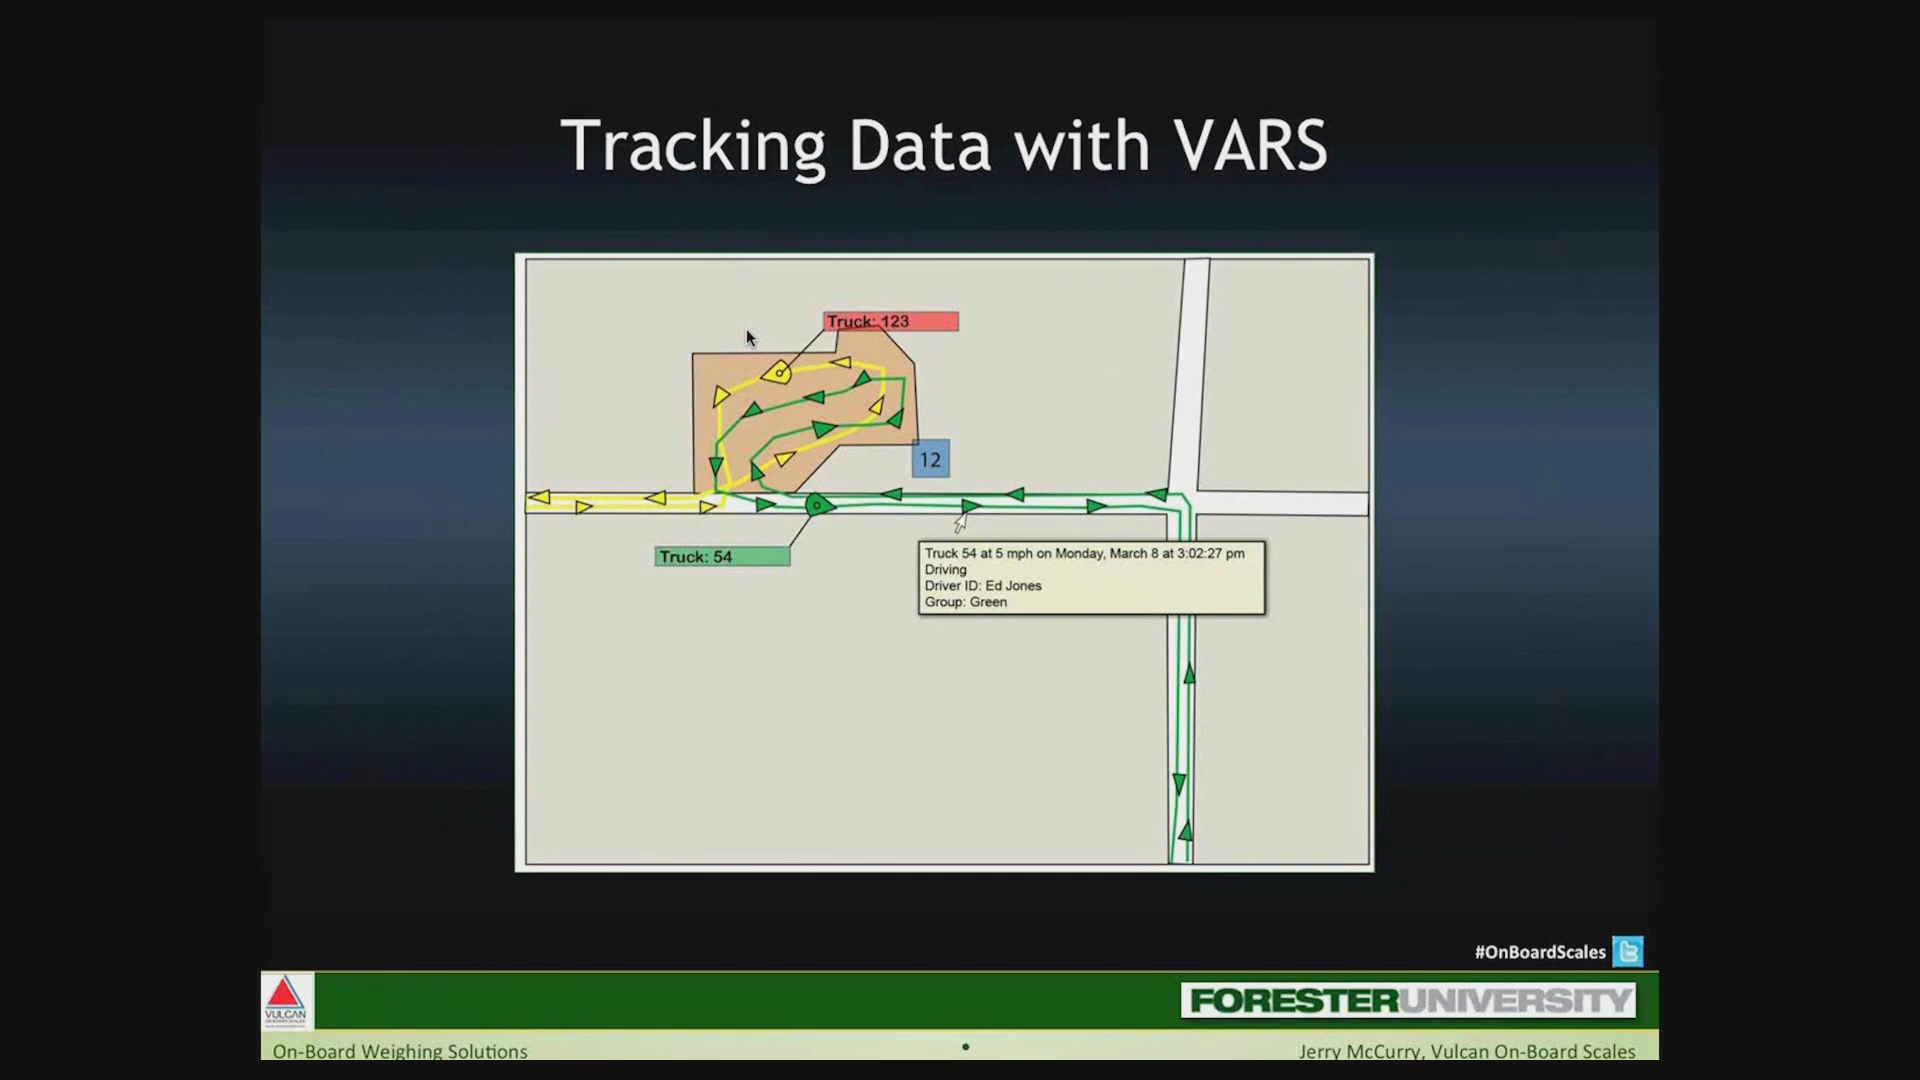 Tracking Data with VARS
Truck: 123
12
Truck: 54
Truck 54 at 5 mph on Monday, March 8 at 3:02:27 pm
Driving
Driver ID: Ed Jones
Group: Green
#OnBoardScales
VULCAN
FORESTERUNIVERSITY
On-Board Weighing Solutions
Jerry McCurry, Vulcan On-Board Scales